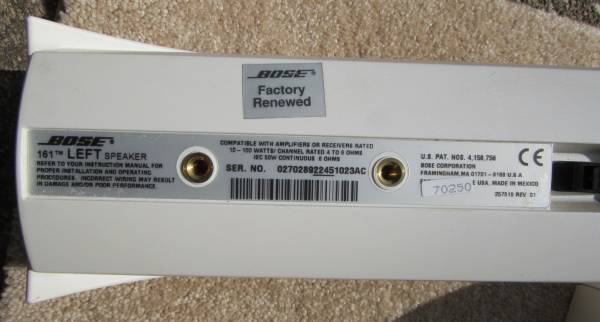 BOSE
Factory
Renewed
BOSE
161™ LEFT SPEAKER
REFER TO YOUR INSTRUCTION MANUAL FOR
PROPER INSTALLATION AND OPERATING
PROCEDURES. INCORRECT WIRING MAY RESULT
IN DAMAGE AND/OR POOR PERFORMANCE.
COMPATIBLE WITH AMPLIFIERS OR RECEIVERS RATED
10 - 100 WATTS/ CHANNEL RATED 4 TO 8 OHMS
IEC 50W CONTINUOUS 6 OHMS
SER. NO. 027028922451023AC
U.S. PAT. NOS. 4,158,756
BOSE CORPORATION
FRAMINGHAM, MA 01701-9168 U.S.A.
USA, MADE IN MEXICO
70250
257519 REV. 01
CE